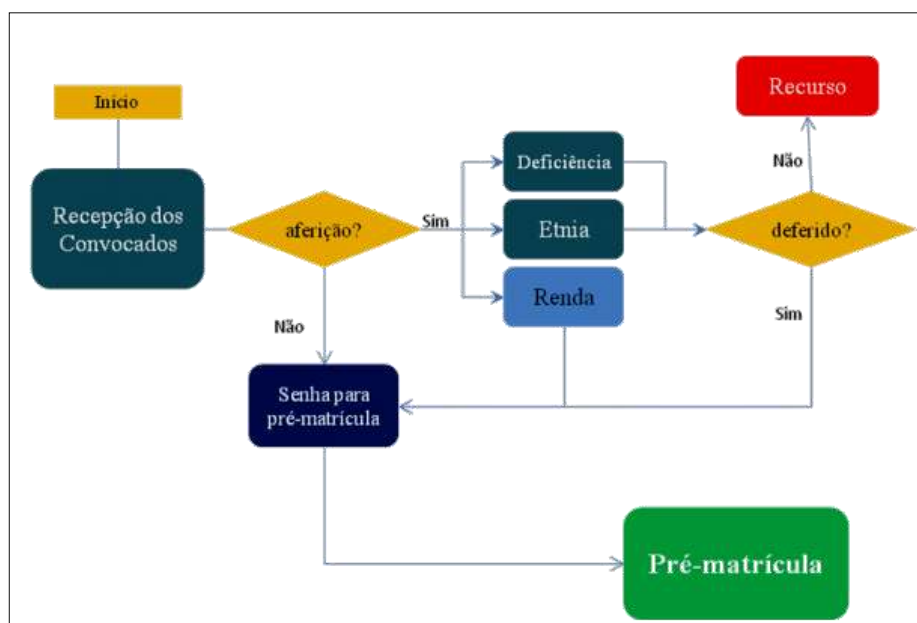 Início
Recepção dos
Convocados
aferição?
Sim
Não
Deficiência
Etnia
Renda
deferido?
Não
Recurso
Sim
Senha para
pré-matrícula
Pré-matrícula